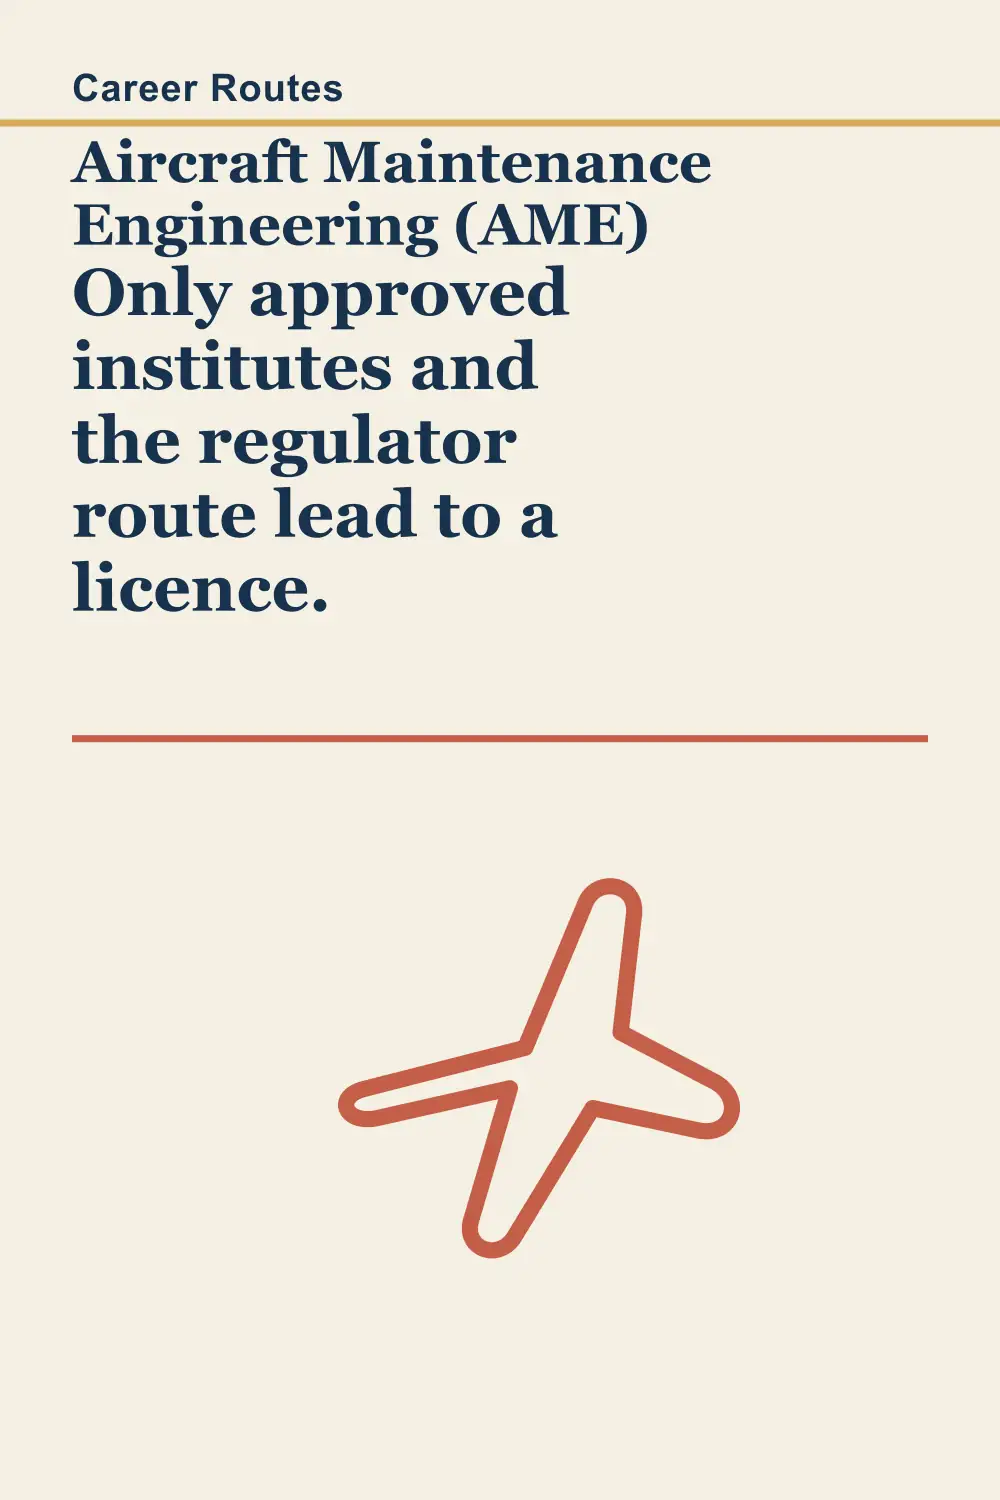 Career Routes
Aircraft Maintenance
Engineering (AME)
Only approved
institutes and
the regulator
route lead to a
licence.